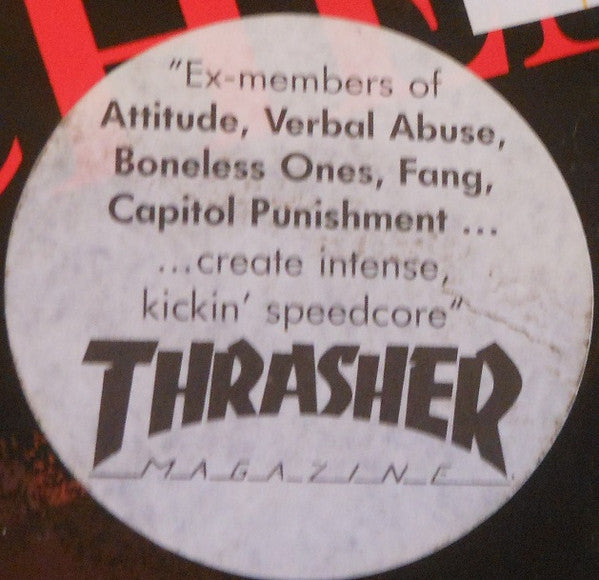 "Ex-members of
Attitude, Verbal Abuse,
Boneless Ones, Fang,
Capitol Punishment ...
...create intense,
kickin' speedcore"
THRASHER
MAGAZINE